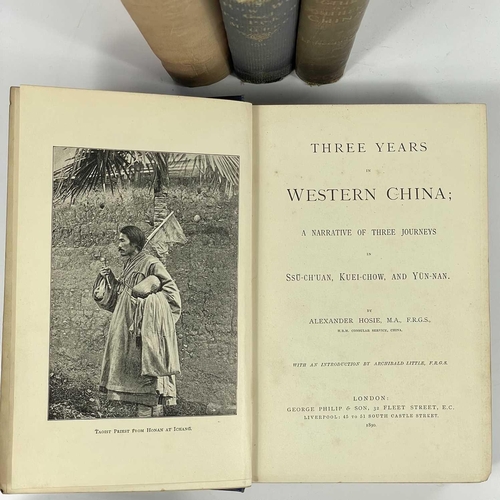 TAOIST PRIEST FROM HONAN AT ICHANG.
THREE YEARS
IN
WESTERN CHINA;
A NARRATIVE OF THREE JOURNEYS
IN
SSŬ-CH'UAN, KUEI-CHOW, AND YÜN-NAN.
BY
ALEXANDER HOSIE, M.A., F.R.G.S.,
H.B.M. CONSULAR SERVICE, CHINA.
WITH AN INTRODUCTION BY ARCHIBALD LITTLE, F.R.G.S.
LONDON:
GEORGE PHILIP & SON, 32 FLEET STREET, E.C.
LIVERPOOL: 45 TO 51 SOUTH CASTLE STREET.
1890